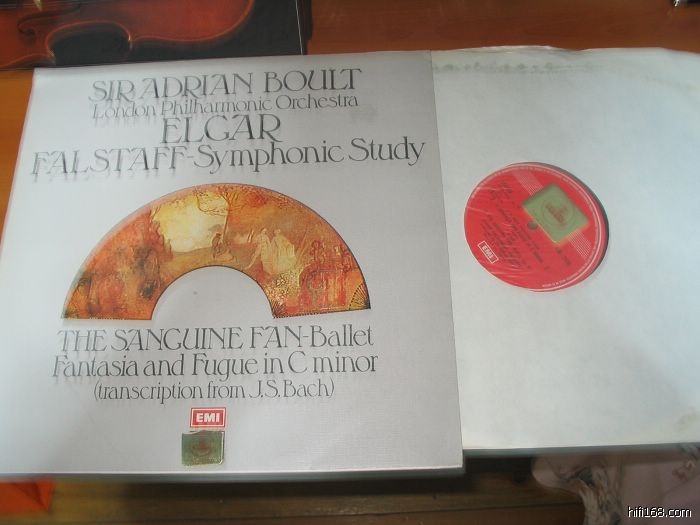 SIR ADRIAN BOULT
London Philharmonic Orchestra
ELGAR
FALSTAFF-Symphonic Study
THE SANGUINE FAN-Ballet
Fantasia and Fugue in C minor
(transcription from J.S.Bach)
EMI
EMI
hifi168.com